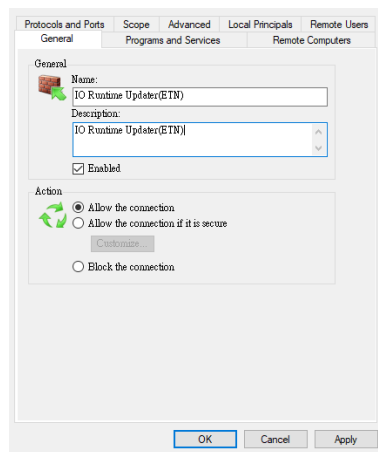 Protocols and Ports Scope Advanced Local Principals Remote Users
General Programs and Services Remote Computers
General
Name:
IO Runtime Updater(ETN)
Description:
IO Runtime Updater(ETN)
Enabled
Action
Allow the connection
Allow the connection if it is secure
Customize...
Block the connection
OK Cancel Apply